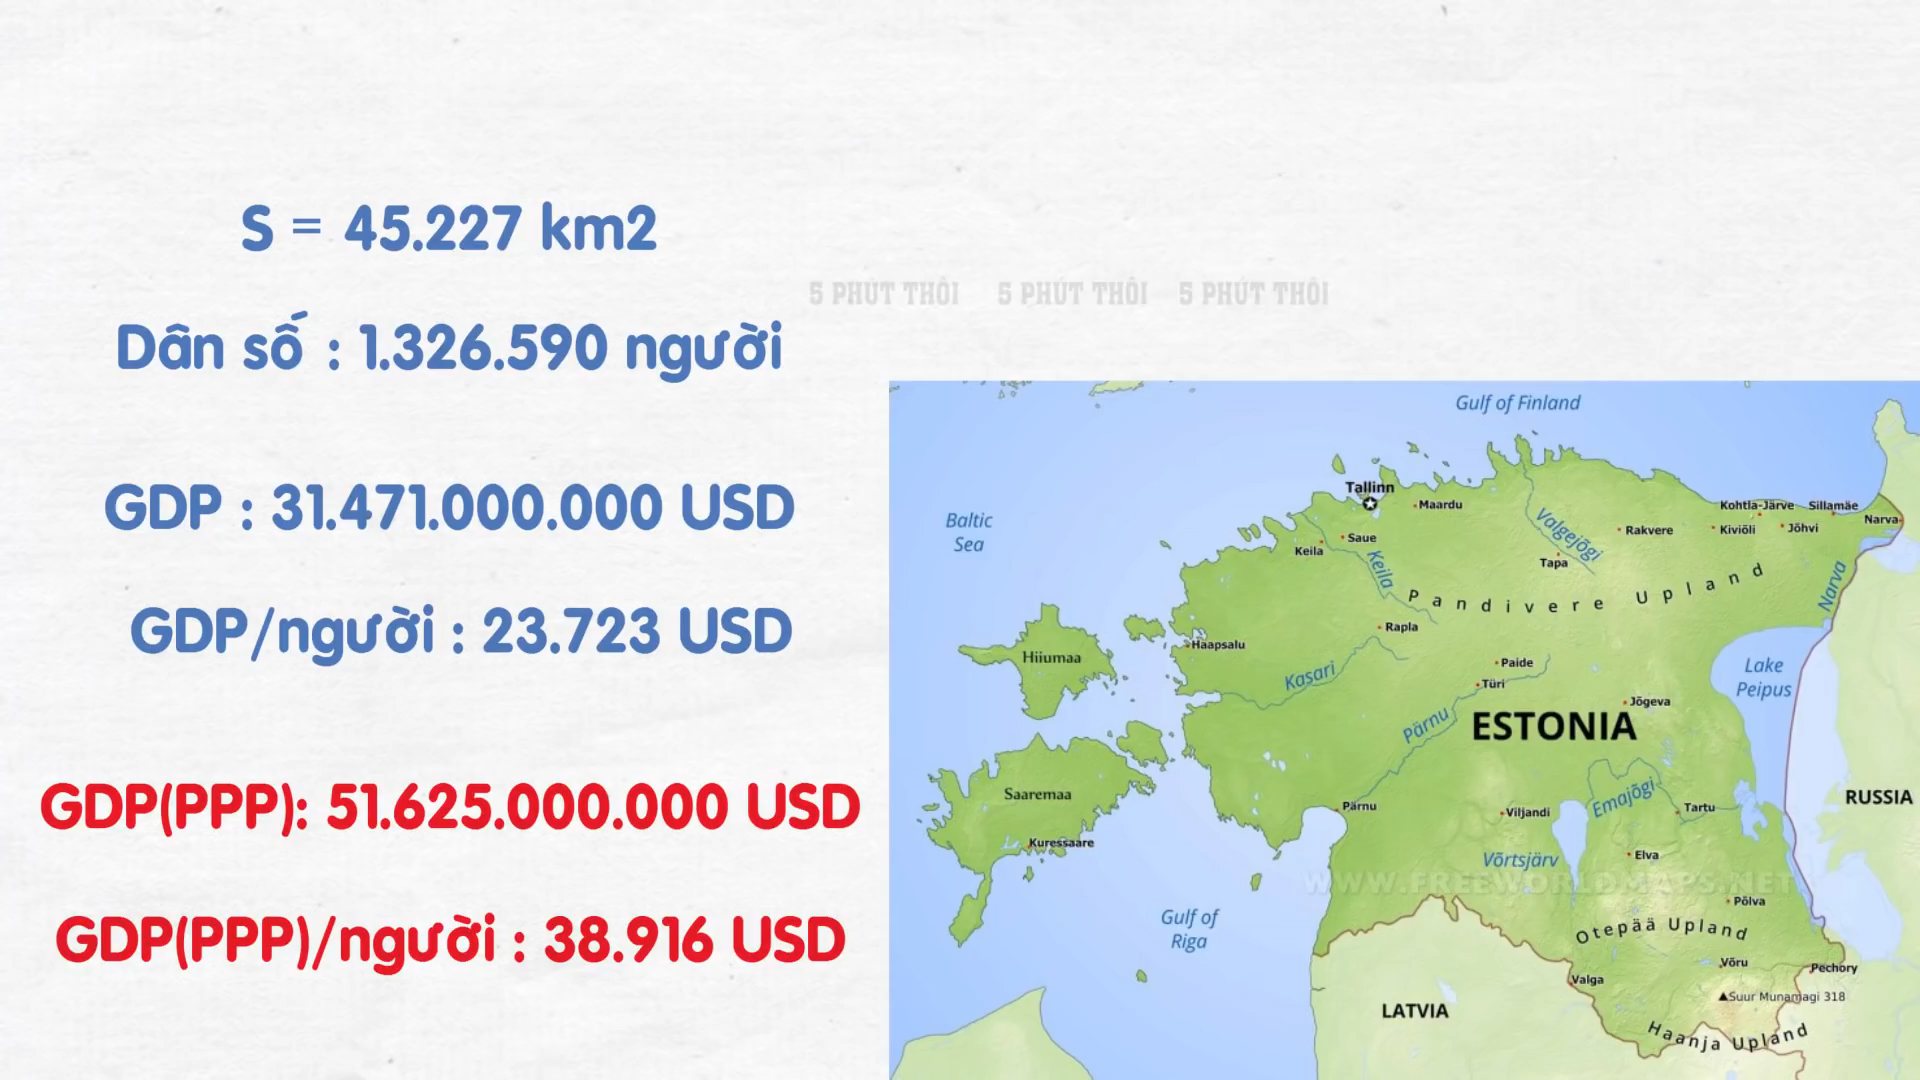 S = 45.227 km2
Dân số : 1.326.590 người
GDP : 31.471.000.000 USD
GDP/người : 23.723 USD
GDP(PPP): 51.625.000.000 USD
GDP(PPP)/người : 38.916 USD
5 PHÚT THÔI 5 PHÚT THÔI 5 PHÚT THÔI
Gulf of Finland
Baltic
Sea
Tallinn
Maardu
Kohtla-Järve
Sillamäe
Narva
Keila
Saue
Keila
Valgejõgi
Rakvere
Kiviõli
Jõhvi
Tapa
Narva
Pandivere Upland
Rapla
Haapsalu
Hiiumaa
Kasari
Paide
Türi
Lake
Peipus
Jõgeva
Pärnu
ESTONIA
Saaremaa
Kuressaare
Pärnu
Viljandi
Emajõgi
Tartu
RUSSIA
Võrtsjärv
Elva
WWW.FREEWORLDMAPS.NET
Põlva
Gulf of
Riga
Otepää Upland
Võru
Pechory
Valga
Suur Munamagi 318
LATVIA
Haanja Upland